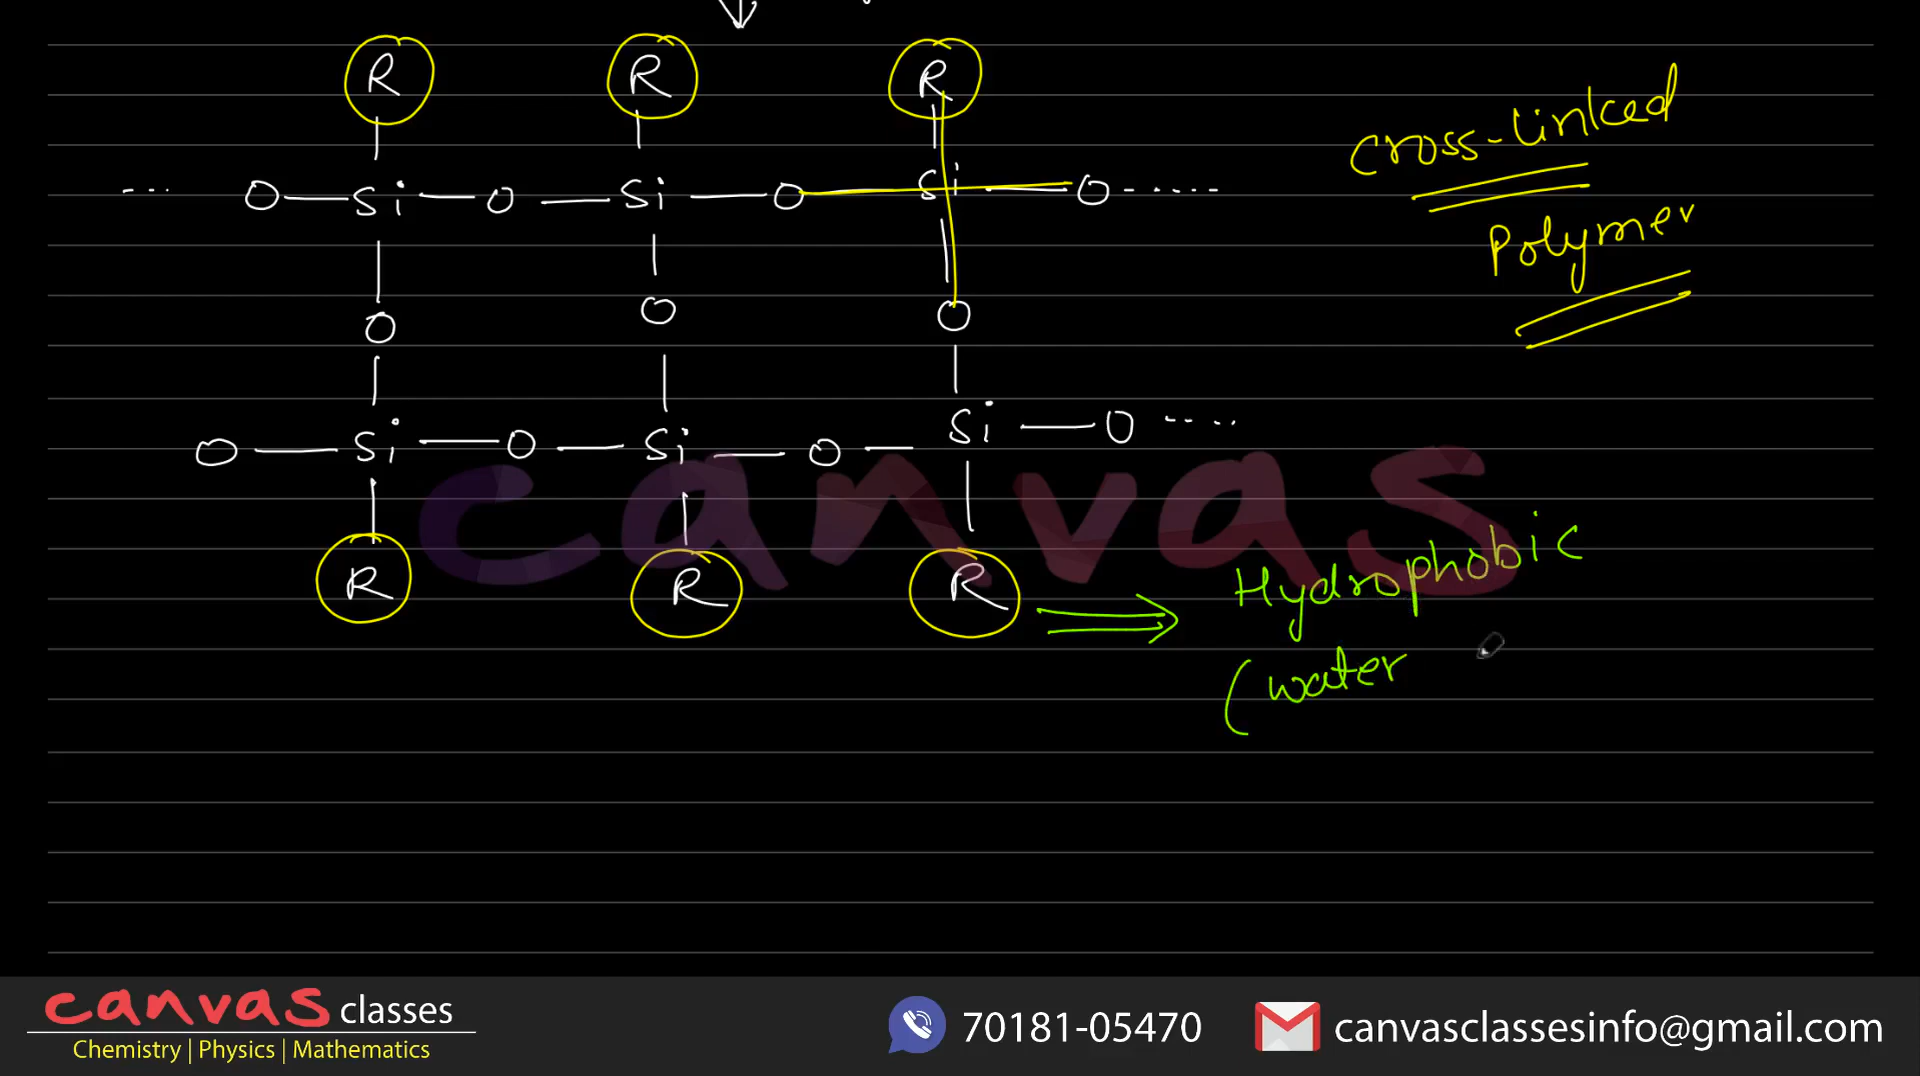 R R R
... O—Si—O—Si—O—Si—O.....
O O O
O—Si—O—Si—O—Si—O....
R R R
Cross-linked
Polymer
Hydrophobic
(water
canvas
canvas classes
Chemistry | Physics | Mathematics
70181-05470
canvasclassesinfo@gmail.com